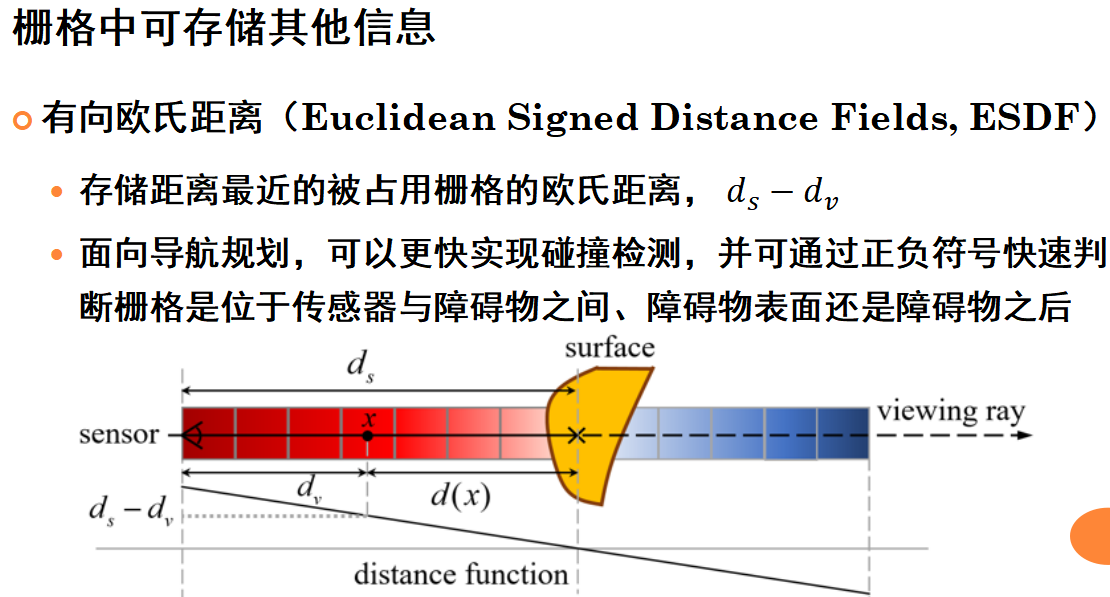 栅格中可存储其他信息
有向欧氏距离（Euclidean Signed Distance Fields, ESDF）
存储距离最近的被占用栅格的欧氏距离， d_s − d_v
面向导航规划，可以更快实现碰撞检测，并可通过正负符号快速判
断栅格是位于传感器与障碍物之间、障碍物表面还是障碍物之后
surface
d_s
viewing ray
x
sensor
d_v
d(x)
d_s − d_v
distance function